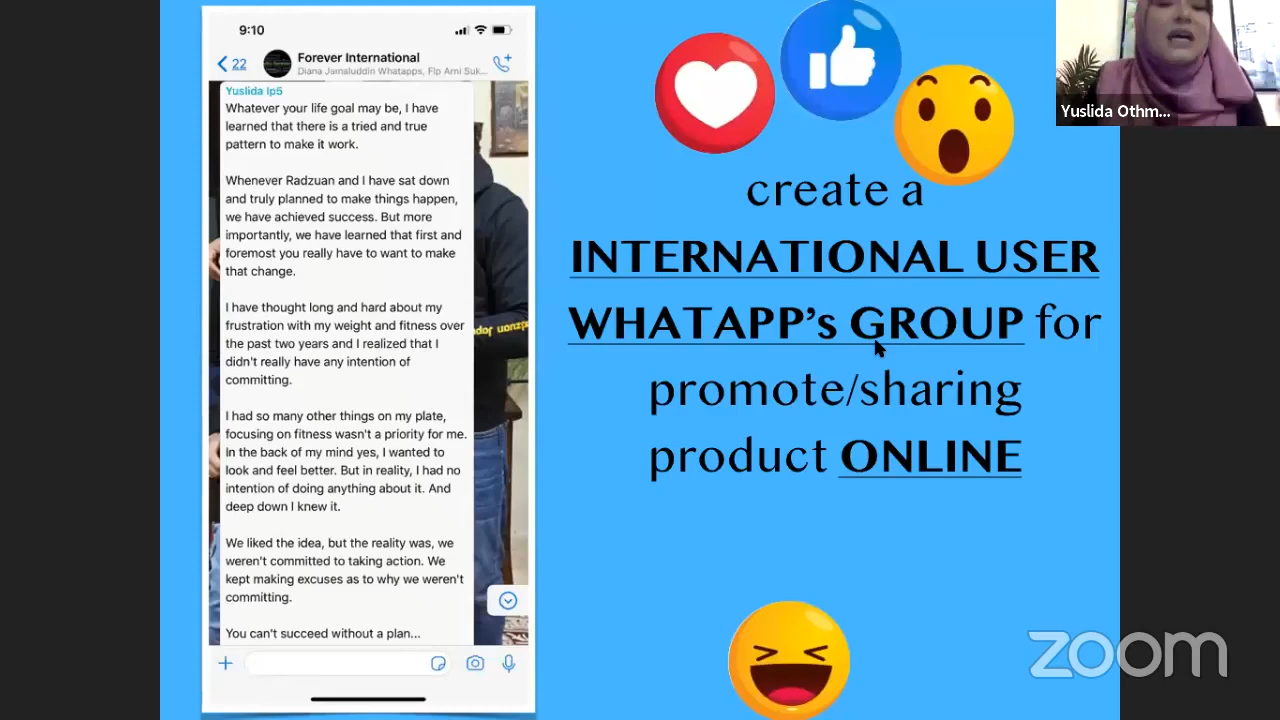 9:10
22
Forever International
Diana Jamaluddin Whatapps, Flp Ami Suk...
Yuslida Ip5
Whatever your life goal may be, I have
learned that there is a tried and true
pattern to make it work.
Whenever Radzuan and I have sat down
and truly planned to make things happen,
we have achieved success. But more
importantly, we have learned that first and
foremost you really have to want to make
that change.
I have thought long and hard about my
frustration with my weight and fitness over
the past two years and I realized that I
didn't really have any intention of
committing.
I had so many other things on my plate,
focusing on fitness wasn't a priority for me.
In the back of my mind yes, I wanted to
look and feel better. But in reality, I had no
intention of doing anything about it. And
deep down I knew it.
We liked the idea, but the reality was, we
weren't committed to taking action. We
kept making excuses as to why we weren't
committing.
You can't succeed without a plan...
create a
INTERNATIONAL USER
WHATAPP's GROUP for
promote/sharing
product ONLINE
Yuslida Othm...
zoom